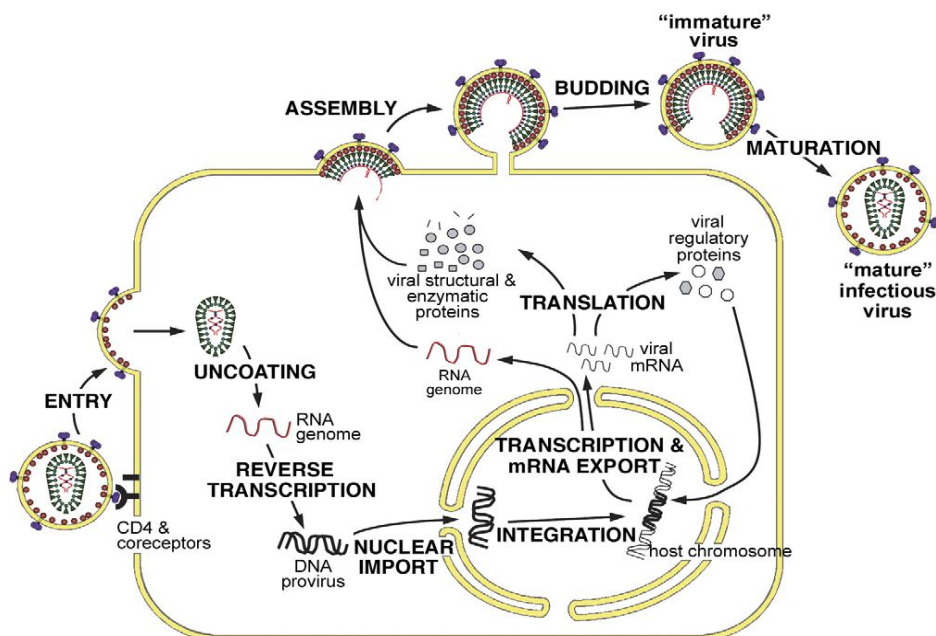 “immature”
virus
ASSEMBLY
BUDDING
MATURATION
“mature”
infectious
virus
viral
regulatory
proteins
viral structural &
enzymatic
proteins
TRANSLATION
viral
mRNA
RNA
genome
UNCOATING
ENTRY
RNA
genome
REVERSE
TRANSCRIPTION
TRANSCRIPTION &
mRNA EXPORT
CD4 &
coreceptors
DNA
provirus
NUCLEAR
IMPORT
INTEGRATION
host chromosome